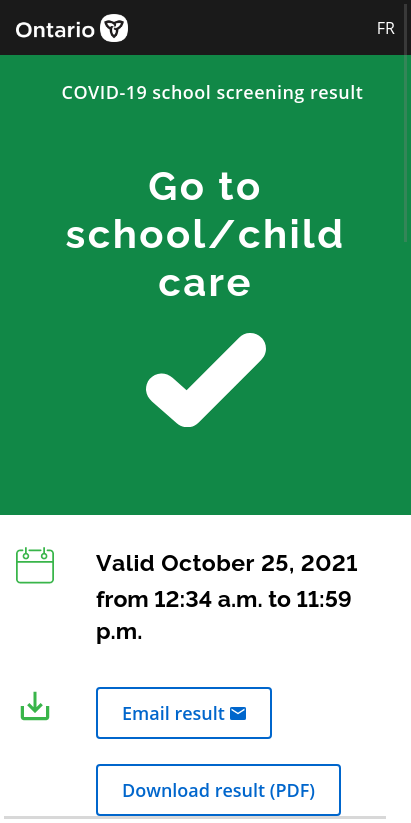 Ontario
FR
COVID-19 school screening result
Go to
school/child
care
Valid October 25, 2021
from 12:34 a.m. to 11:59
p.m.
Email result
Download result (PDF)